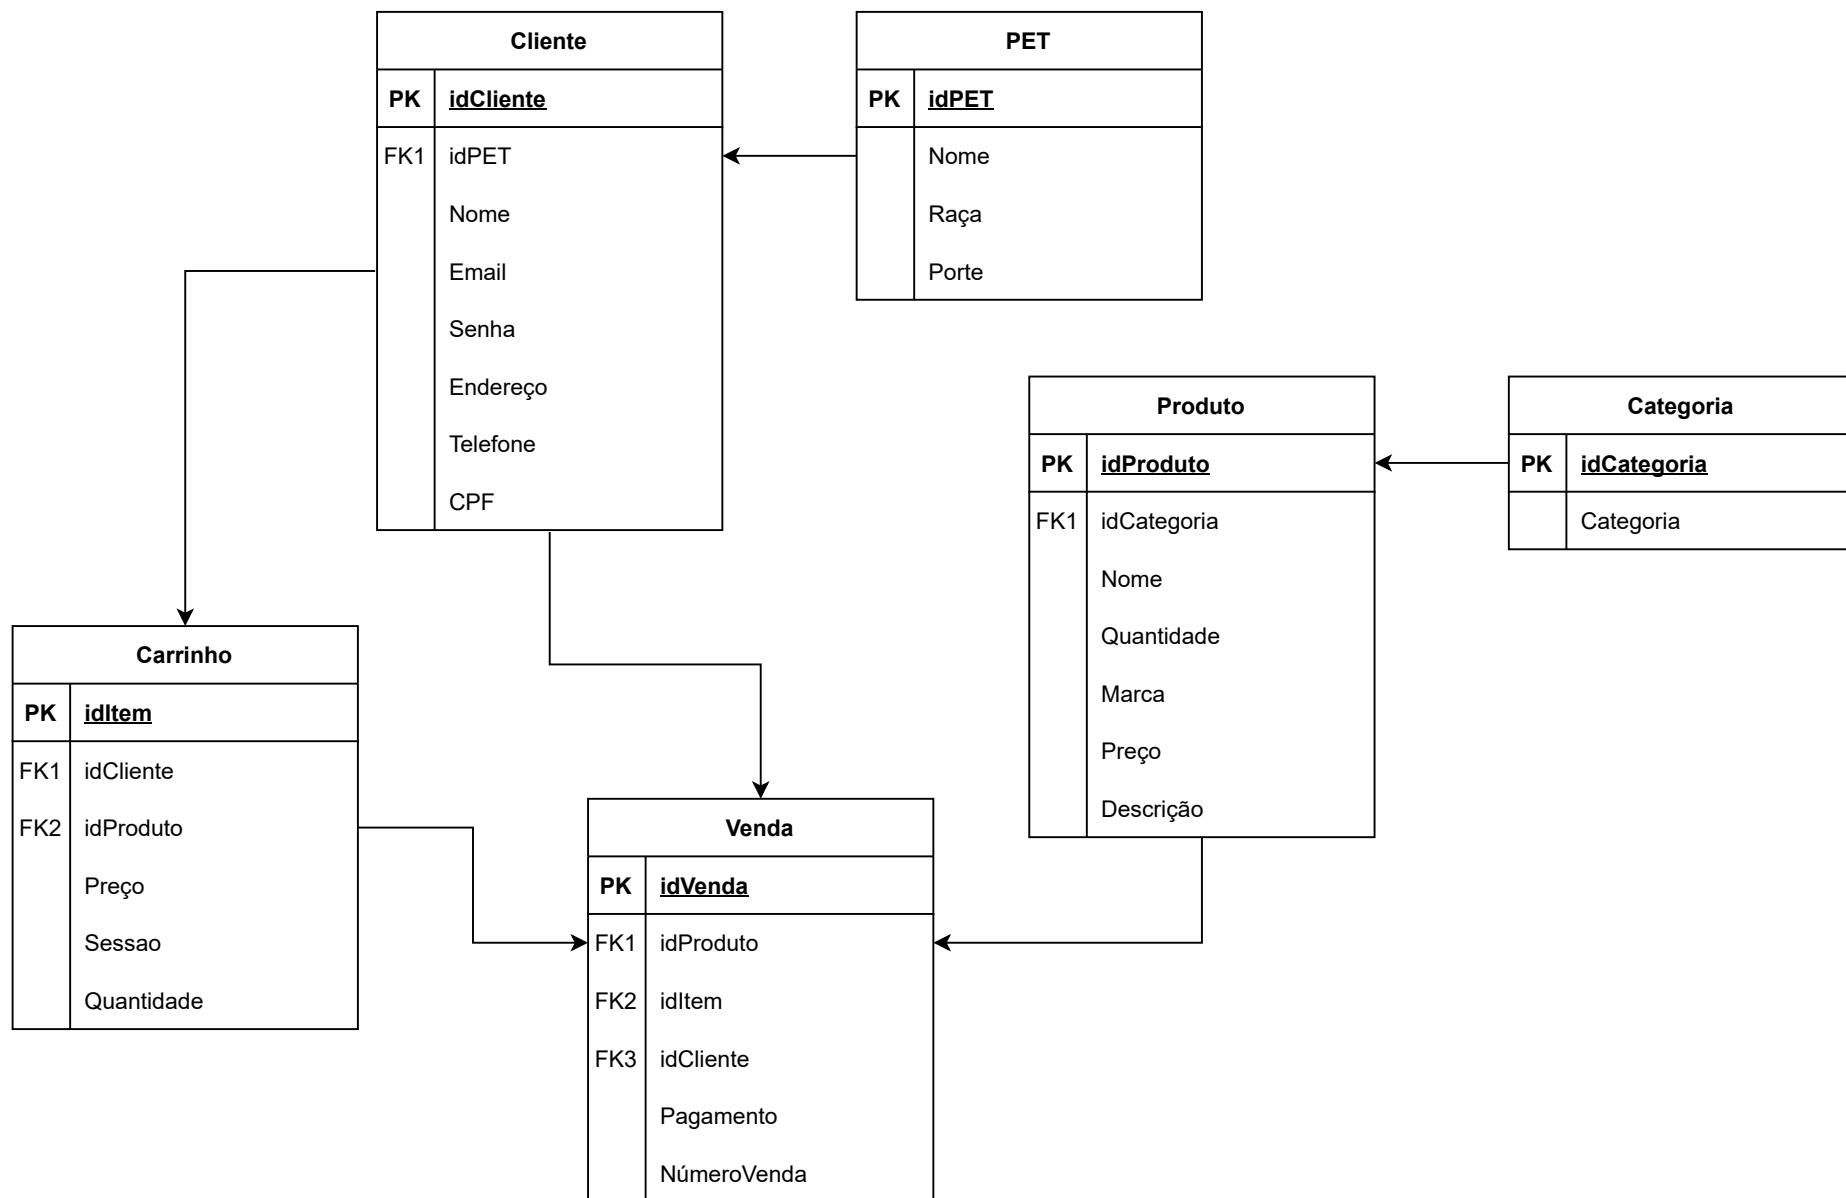 Cliente
PK idCliente
FK1 idPET
Nome
Email
Senha
Endereço
Telefone
CPF
PET
PK idPET
Nome
Raça
Porte
Produto
PK idProduto
FK1 idCategoria
Nome
Quantidade
Marca
Preço
Descrição
Categoria
PK idCategoria
Categoria
Carrinho
PK idItem
FK1 idCliente
FK2 idProduto
Preço
Sessao
Quantidade
Venda
PK idVenda
FK1 idProduto
FK2 idItem
FK3 idCliente
Pagamento
NúmeroVenda